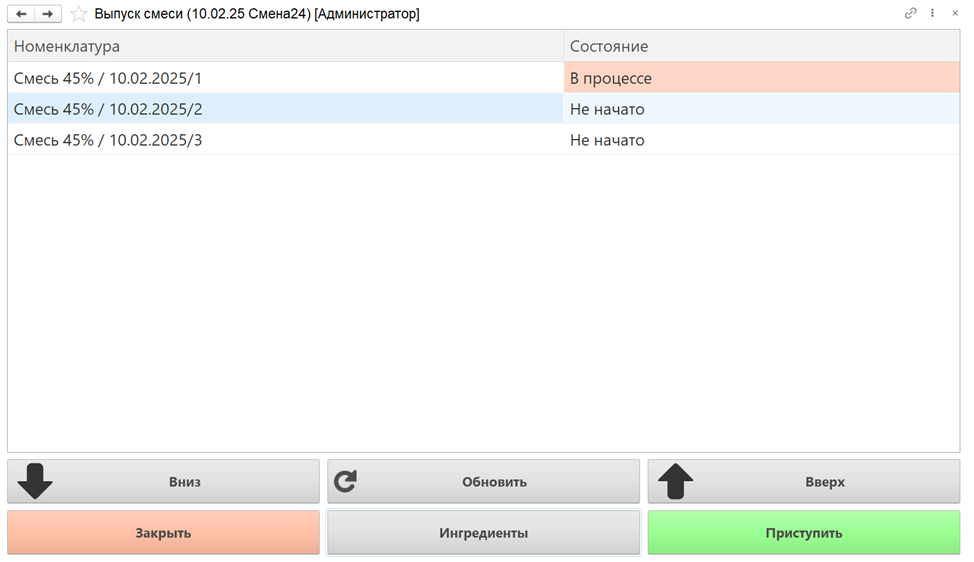 Выпуск смеси (10.02.25 Смена24) [Администратор]
Номенклатура Состояние
Смесь 45% / 10.02.2025/1 В процессе
Смесь 45% / 10.02.2025/2 Не начато
Смесь 45% / 10.02.2025/3 Не начато
Вниз Обновить Вверх
Закрыть Ингредиенты Приступить